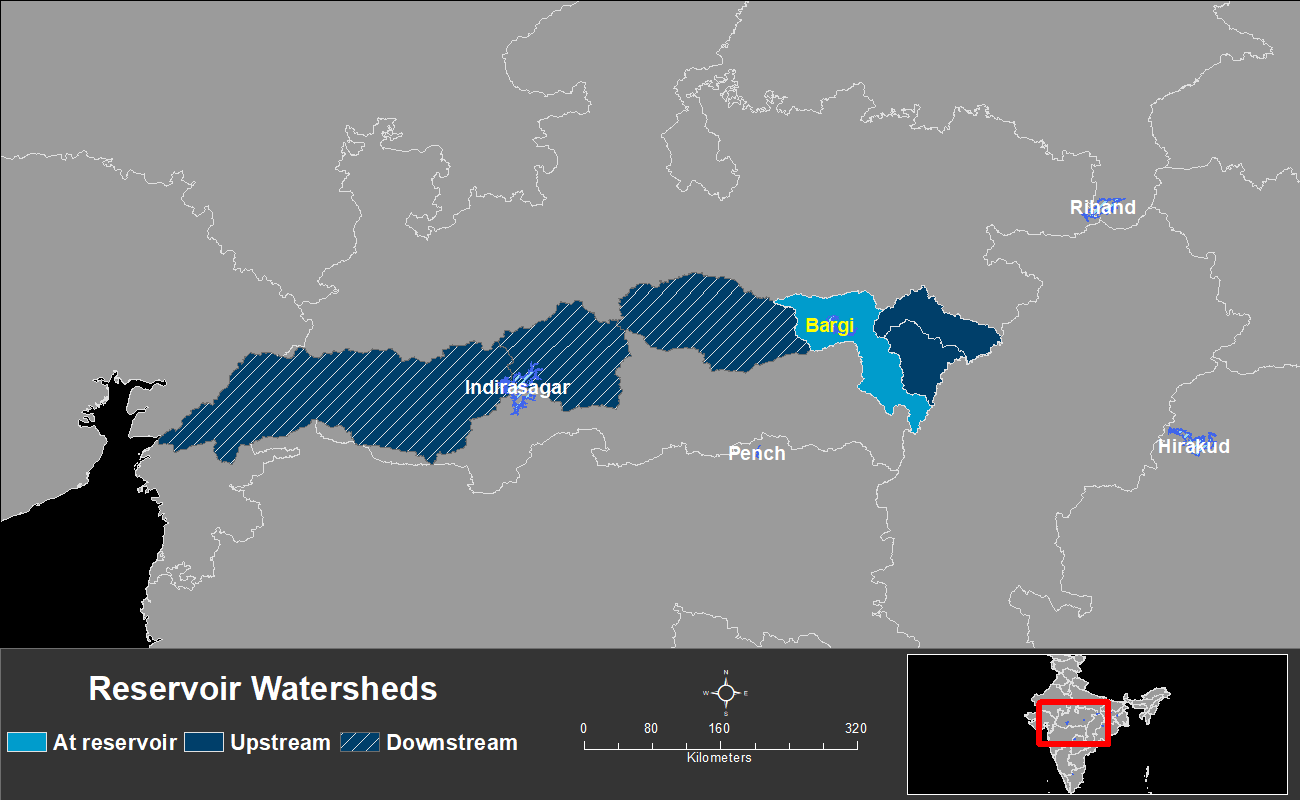 Rihand
Bargi
Indirasagar
Hirakud
Pench
Reservoir Watersheds
At reservoir
Upstream
Downstream
N
W
E
S
0
80
160
320
Kilometers